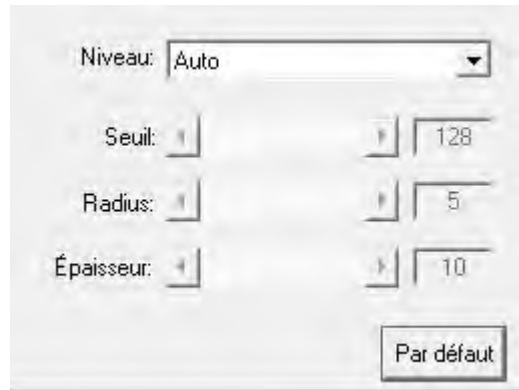 Niveau: Auto
Seuil: 128
Radius: 5
Épaisseur: 10
Par défaut